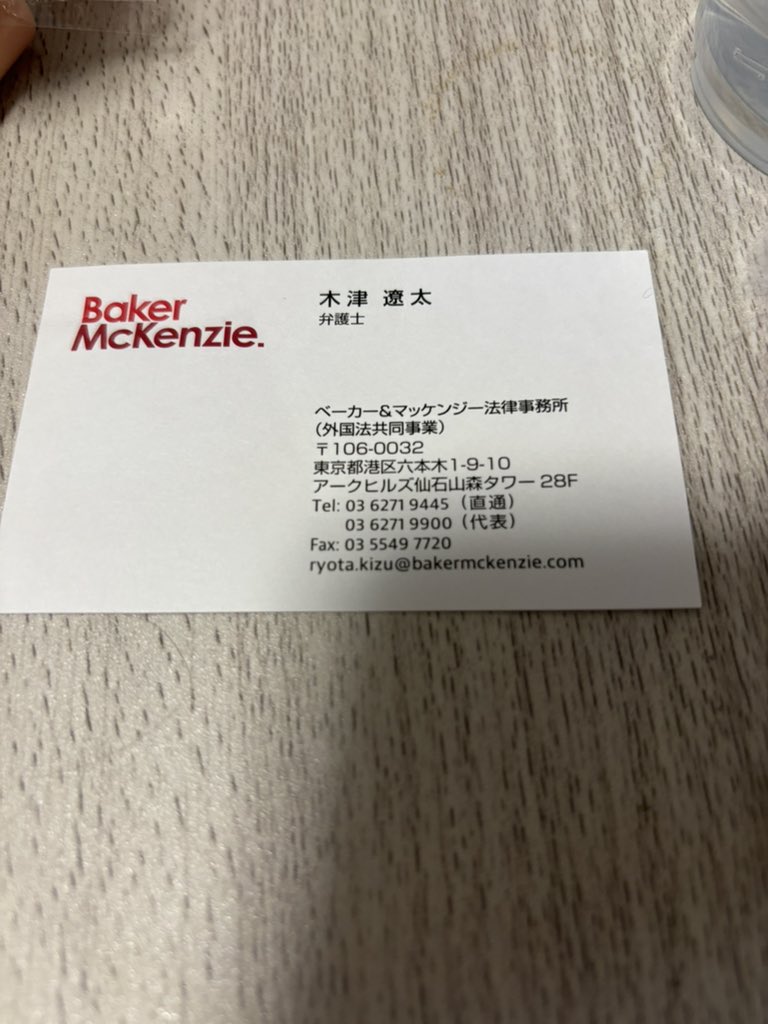 Baker
McKenzie.
木津 遼太
弁護士
ベーカー&マッケンジー法律事務所
（外国法共同事業）
〒106-0032
東京都港区六本木1-9-10
アークヒルズ仙石山森タワー 28F
Tel: 03 6271 9445（直通）
03 6271 9900（代表）
Fax: 03 5549 7720
ryota.kizu@bakermckenzie.com